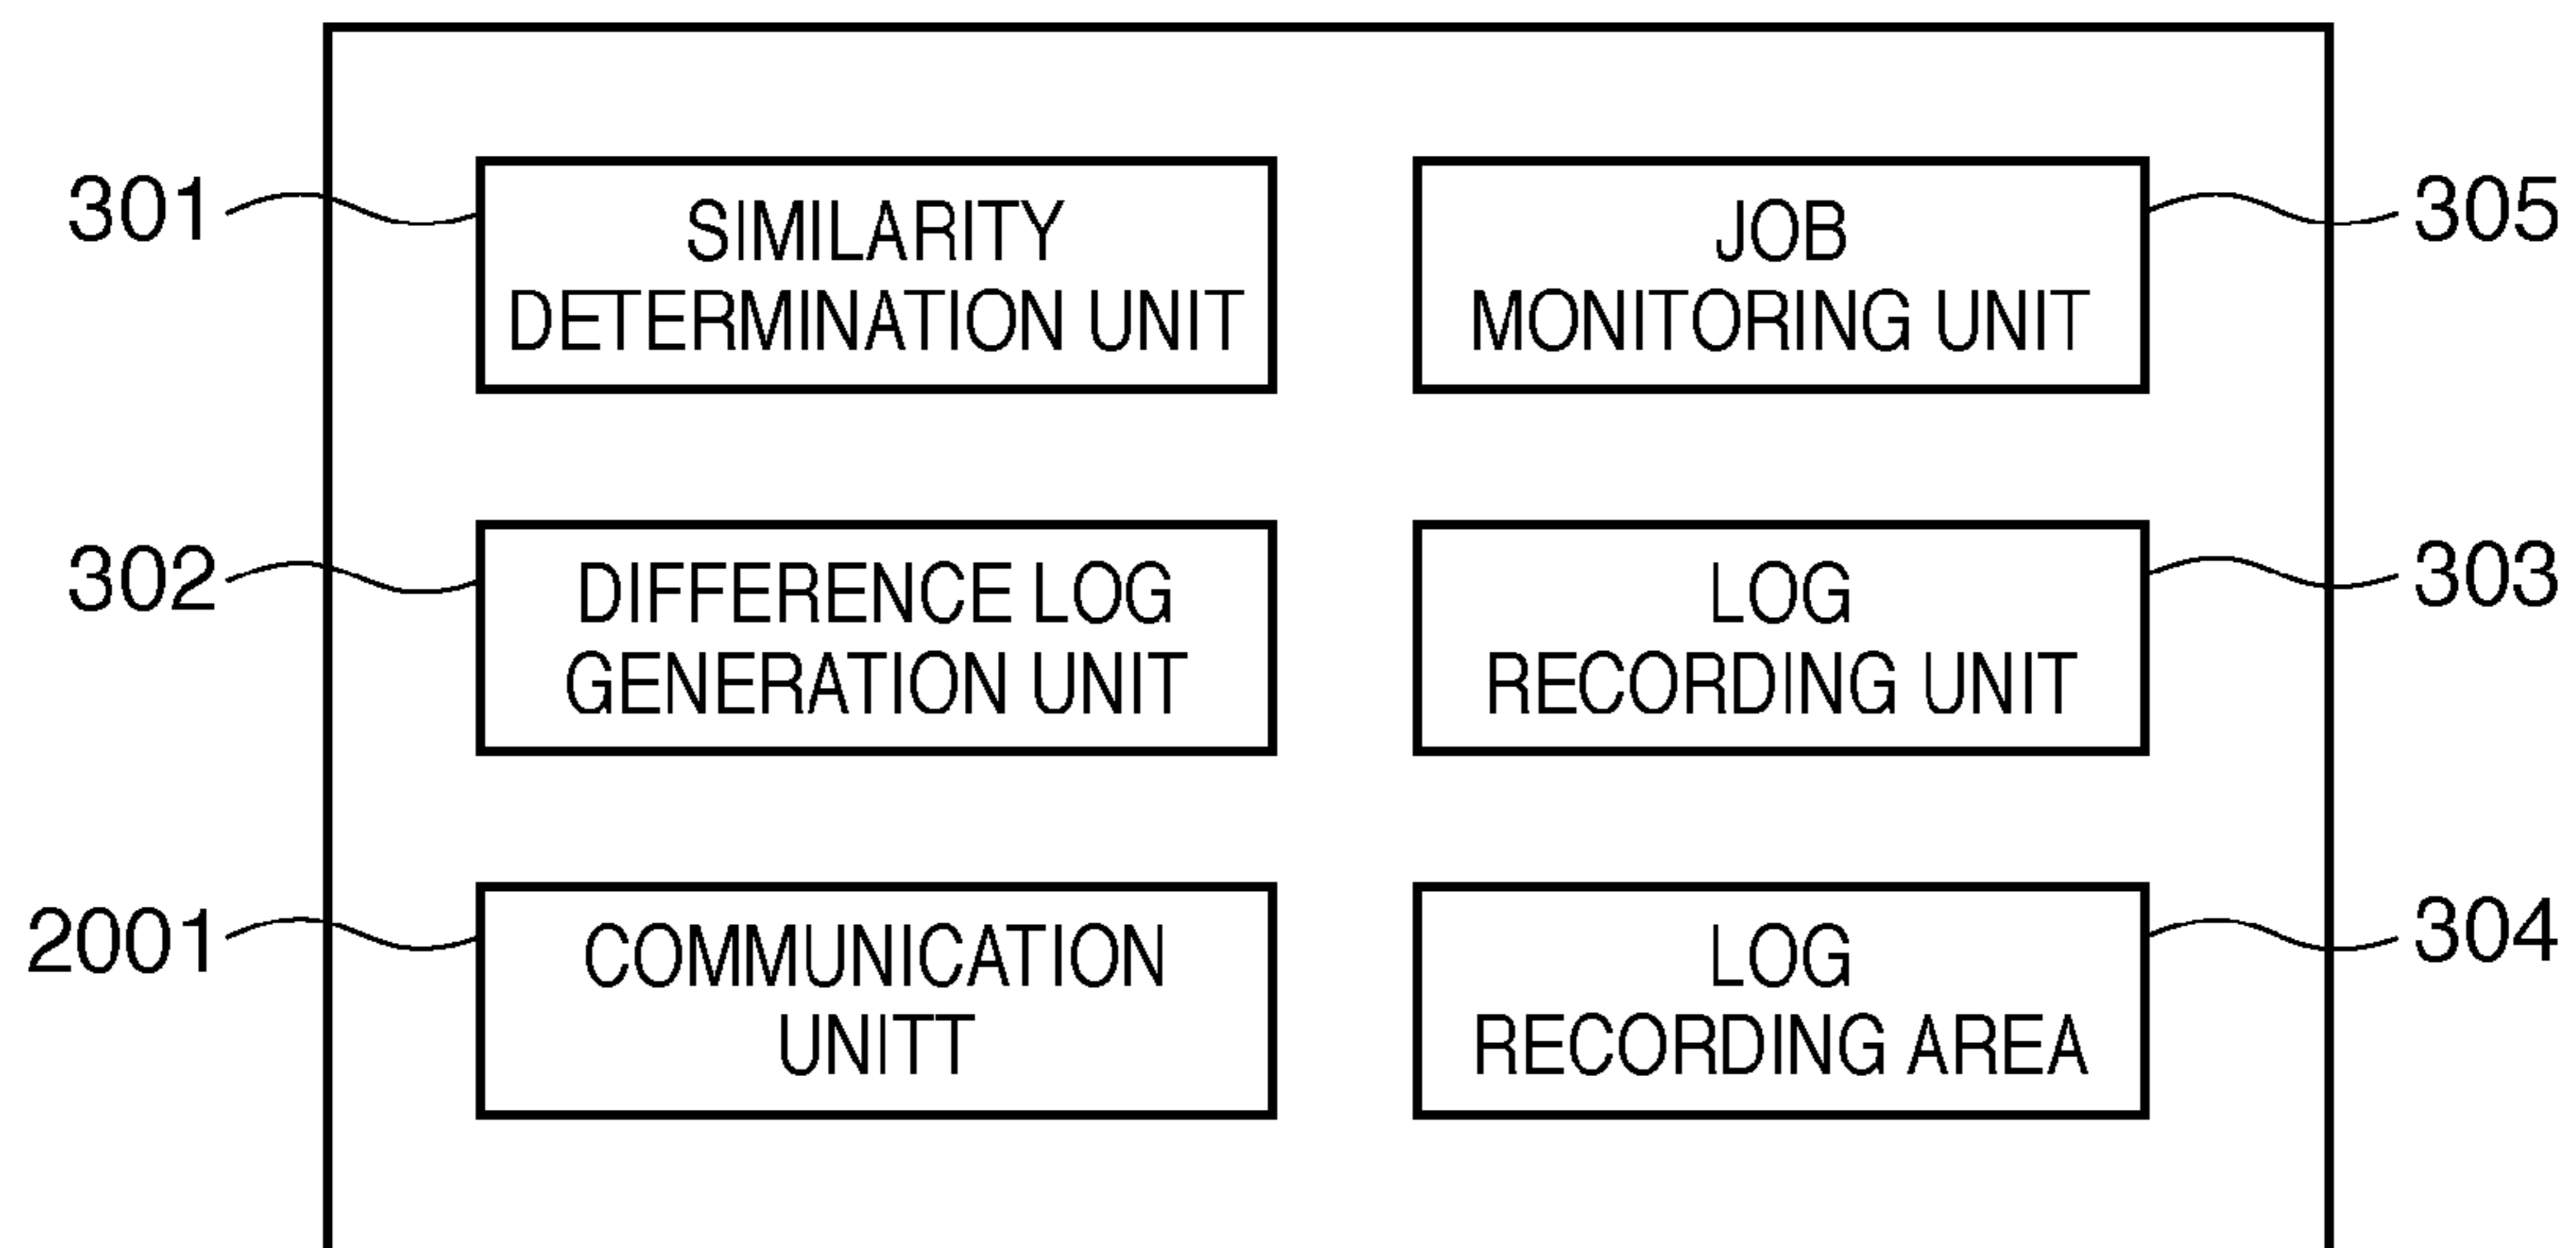 301
SIMILARITY
DETERMINATION UNIT
JOB
MONITORING UNIT
305
302
DIFFERENCE LOG
GENERATION UNIT
LOG
RECORDING UNIT
303
2001
COMMUNICATION
UNITT
LOG
RECORDING AREA
304